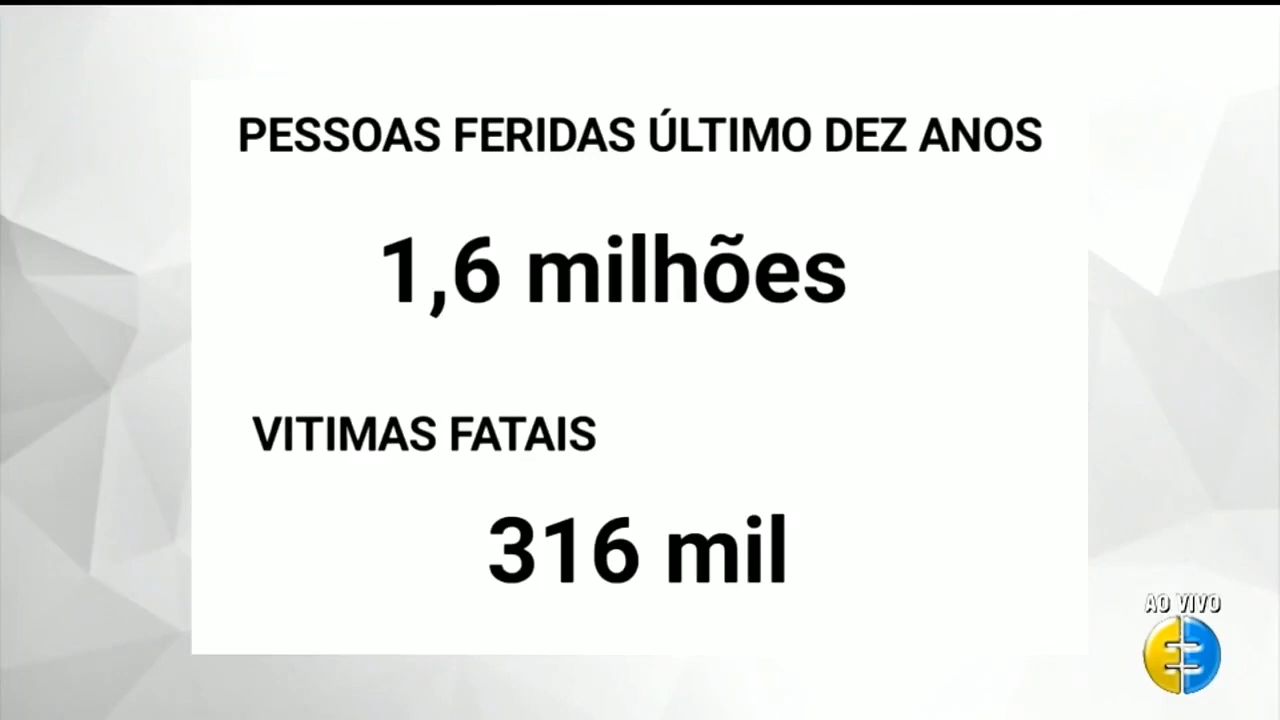 PESSOAS FERIDAS ÚLTIMO DEZ ANOS
1,6 milhões
VITIMAS FATAIS
316 mil
AO VIVO